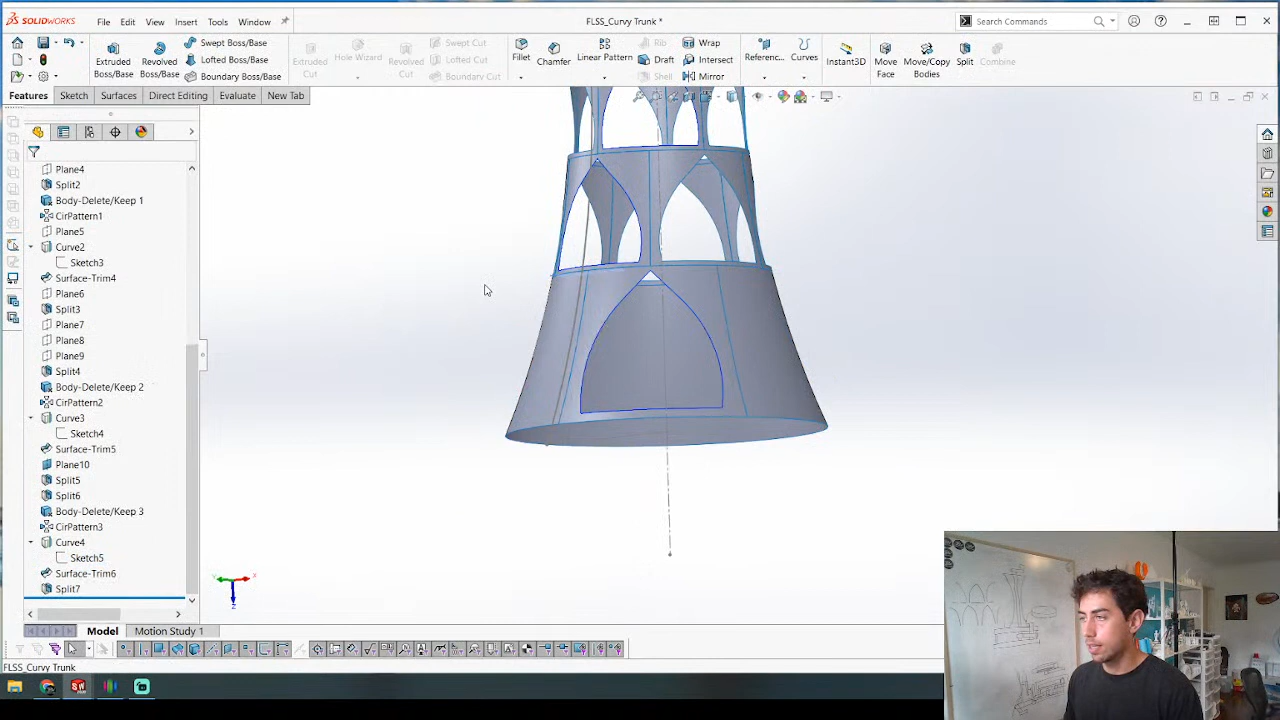 SOLIDWORKS
File
Edit
View
Insert
Tools
Window
FLSS_Curvy Trunk *
Search Commands
Extruded Boss/Base
Revolved Boss/Base
Swept Boss/Base
Lofted Boss/Base
Boundary Boss/Base
Extruded Cut
Hole Wizard
Revolved Cut
Swept Cut
Lofted Cut
Boundary Cut
Fillet
Chamfer
Linear Pattern
Rib
Draft
Shell
Wrap
Intersect
Mirror
Referenc...
Curves
Instant3D
Move Face
Move/Copy Bodies
Split
Combine
Features
Sketch
Surfaces
Direct Editing
Evaluate
New Tab
Plane4
Split2
Body-Delete/Keep 1
CirPattern1
Plane5
Curve2
Sketch3
Surface-Trim4
Plane6
Split3
Plane7
Plane8
Plane9
Split4
Body-Delete/Keep 2
CirPattern2
Curve3
Sketch4
Surface-Trim5
Plane10
Split5
Split6
Body-Delete/Keep 3
CirPattern3
Curve4
Sketch5
Surface-Trim6
Split7
Model
Motion Study 1
FLSS_Curvy Trunk